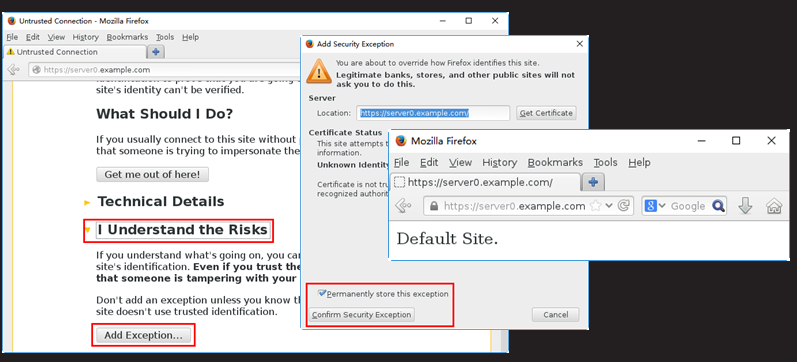 Untrusted Connection - Mozilla Firefox
File Edit View History Bookmarks Tools Help
Untrusted Connection
https://server0.example.com
site's identity can't be verified.
What Should I Do?
If you usually connect to this site without
that someone is trying to impersonate the
Get me out of here!
Technical Details
I Understand the Risks
If you understand what's going on, you can
site's identification. Even if you trust the
that someone is tampering with your
Don't add an exception unless you know th
site doesn't use trusted identification.
Add Exception...
Add Security Exception
You are about to override how Firefox identifies this site.
Legitimate banks, stores, and other public sites will not
ask you to do this.
Server
Location: https://server0.example.com/ Get Certificate
Certificate Status
This site attempts t
information.
Unknown Identity
Certificate is not tru
recognized authorit
Permanently store this exception
Confirm Security Exception Cancel
Mozilla Firefox
File Edit View History Bookmarks Tools Help
https://server0.example.com/
https://server0.example.com Google
Default Site.